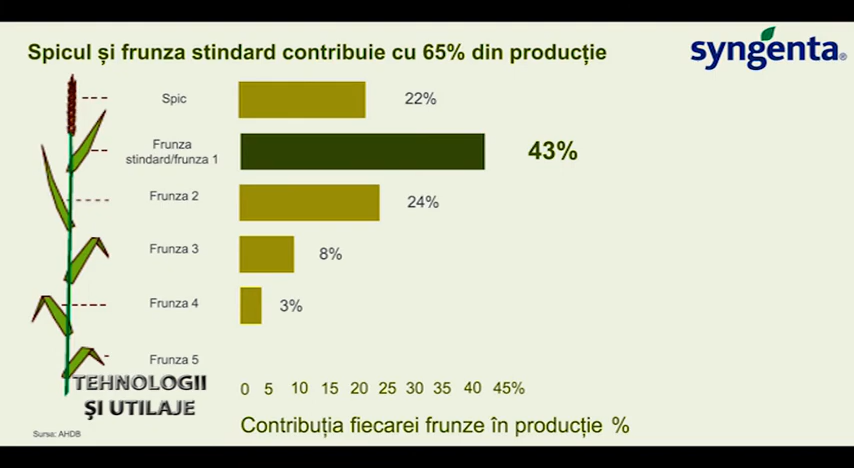 Spicul și frunza stindard contribuie cu 65% din producție
syngenta®
Spic
22%
Frunza
stindard/frunza 1
43%
Frunza 2
24%
Frunza 3
8%
Frunza 4
3%
Frunza 5
TEHNOLOGII
ŞI UTILAJE
0 5 10 15 20 25 30 35 40 45%
Contribuția fiecarei frunze în producție %
Sursa: AHDB